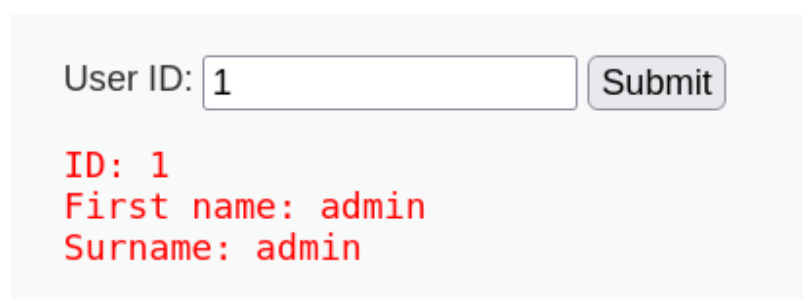 User ID: 1 Submit
ID: 1
First name: admin
Surname: admin